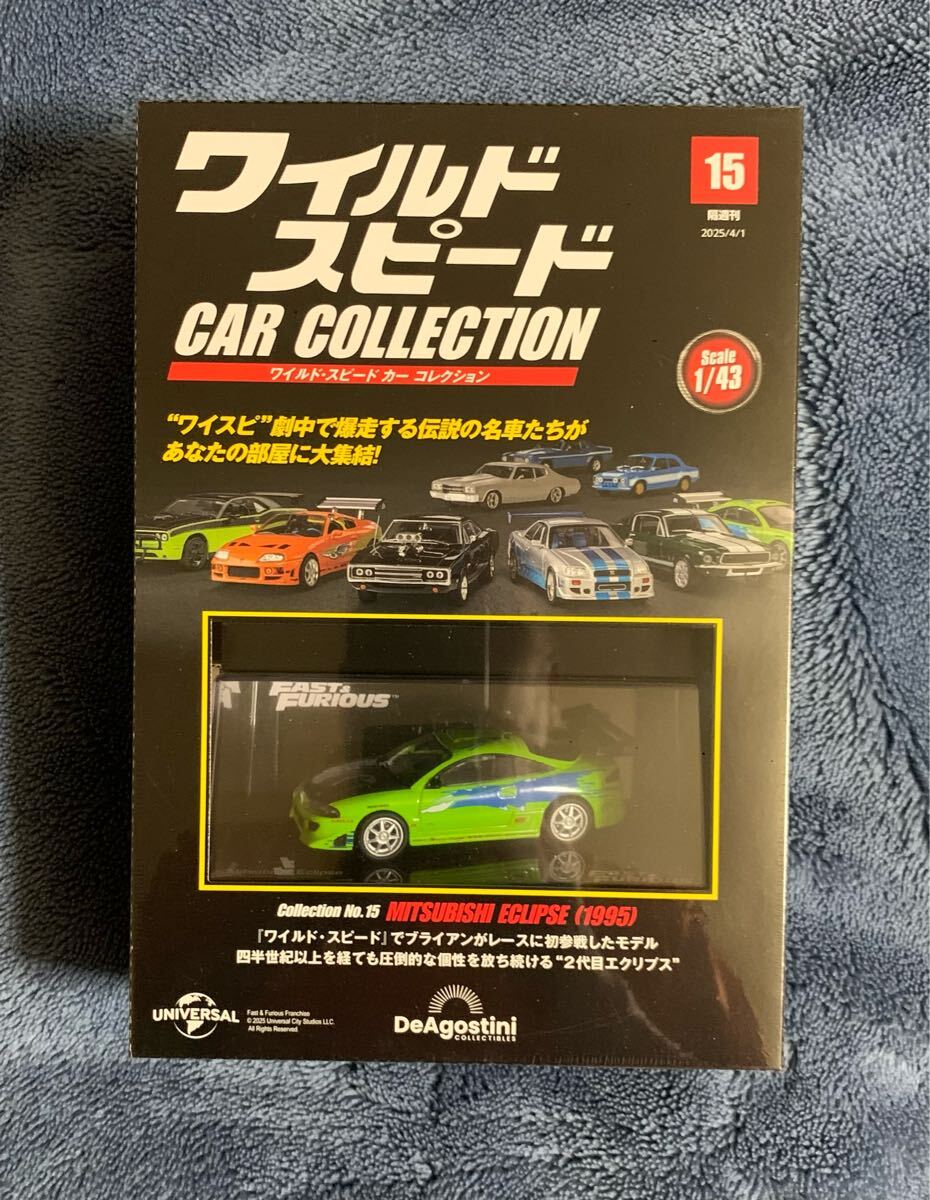 ワイルド
スピード
CAR COLLECTION
ワイルド・スピード カー コレクション
15
隔週刊
2025/4/1
Scale
1/43
“ワイスピ”劇中で爆走する伝説の名車たちが
あなたの部屋に大集結!
FAST&
FURIOUS™
Eclipse
Collection No.15 MITSUBISHI ECLIPSE (1995)
『ワイルド・スピード』でブライアンがレースに初参戦したモデル
四半世紀以上を経ても圧倒的な個性を放ち続ける“2代目エクリプス”
UNIVERSAL
Fast & Furious Franchise
© 2025 Universal City Studios LLC.
All Rights Reserved.
DeAgostini
COLLECTIBLES